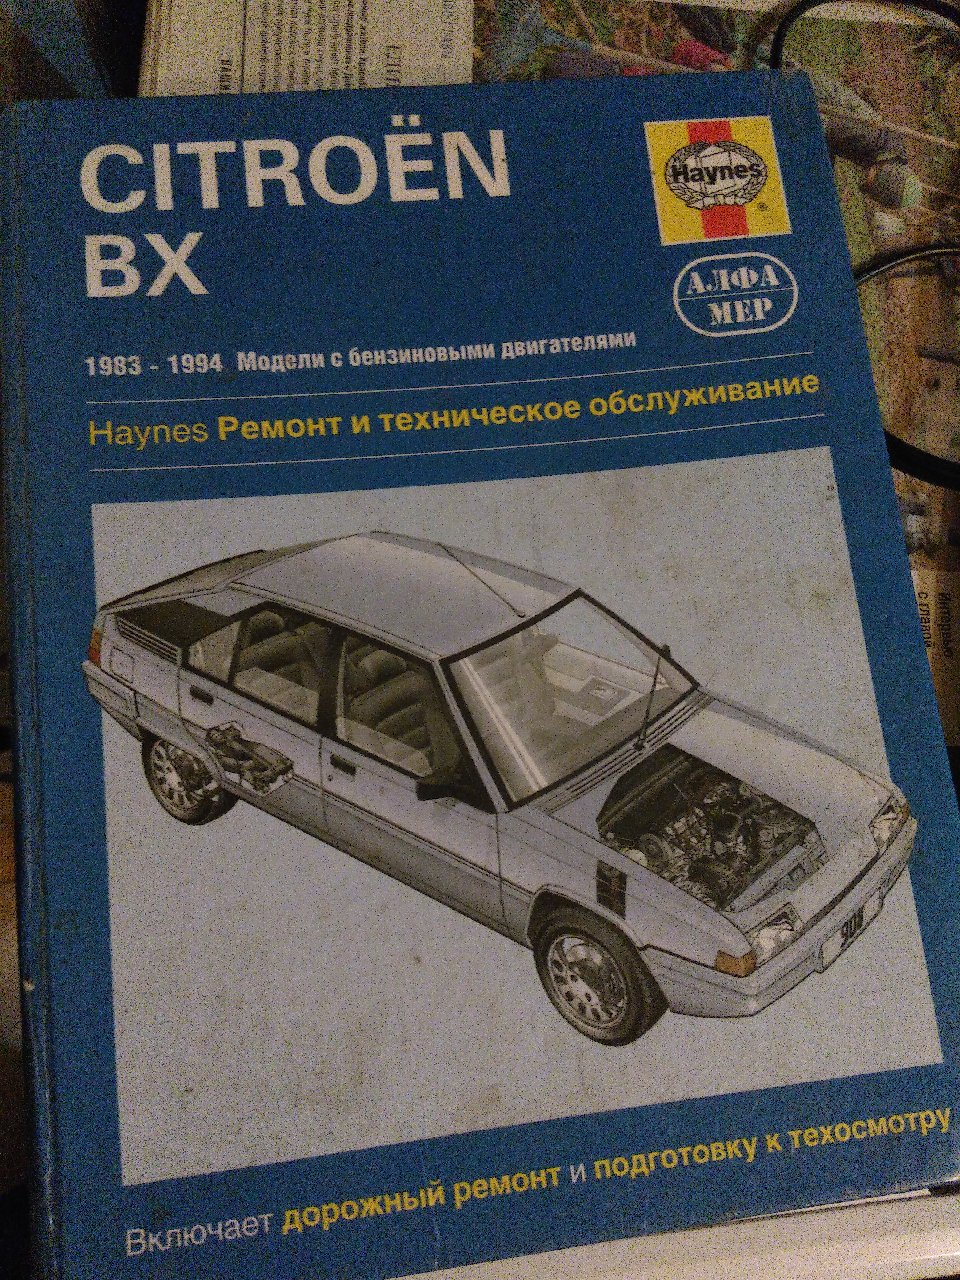 CITROËN
BX
Haynes
АЛФА
МЕР
1983 - 1994 Модели с бензиновыми двигателями
Haynes Ремонт и техническое обслуживание
908
Включает дорожный ремонт и подготовку к техосмотру